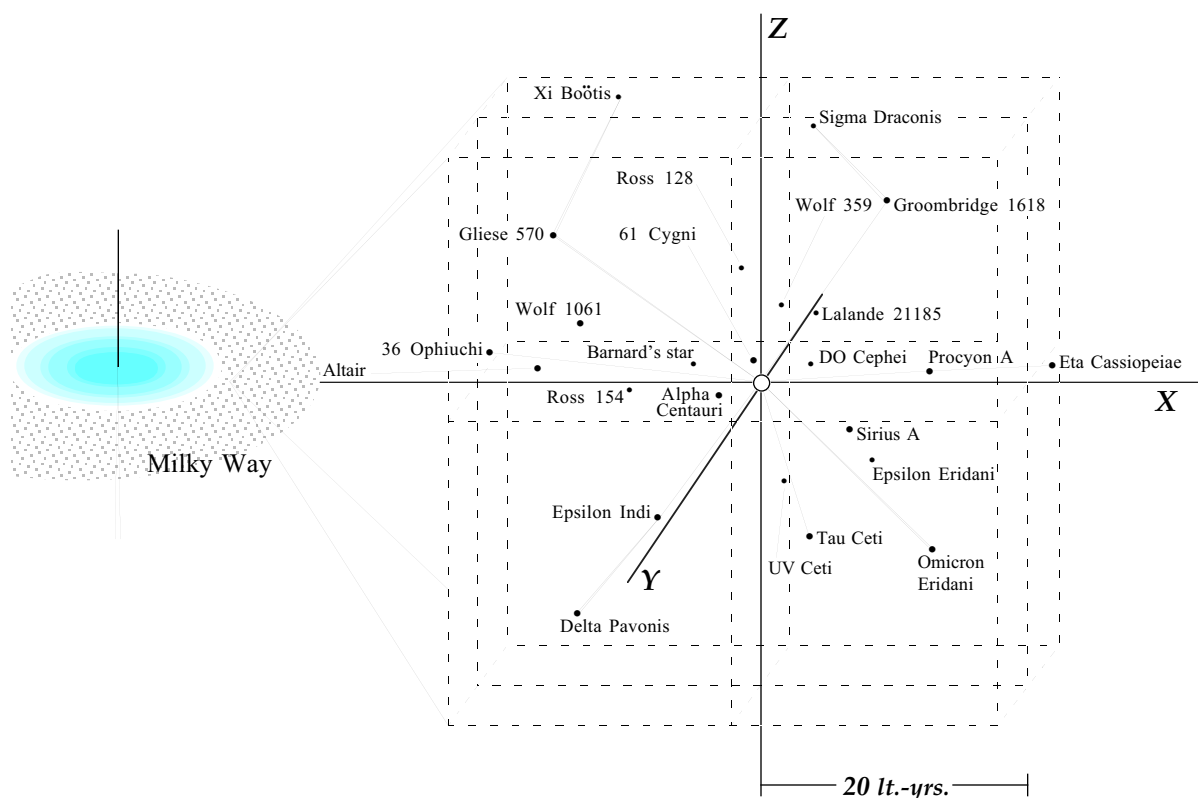 Z
Xi Boötis
Sigma Draconis
Ross 128
Wolf 359
Groombridge 1618
Gliese 570
61 Cygni
Wolf 1061
Lalande 21185
36 Ophiuchi
Barnard's star
DO Cephei
Procyon A
Eta Cassiopeiae
Altair
Ross 154
Alpha
Centauri
X
Sirius A
Milky Way
Epsilon Eridani
Epsilon Indi
Tau Ceti
Omicron
Eridani
UV Ceti
Y
Delta Pavonis
20 lt.-yrs.